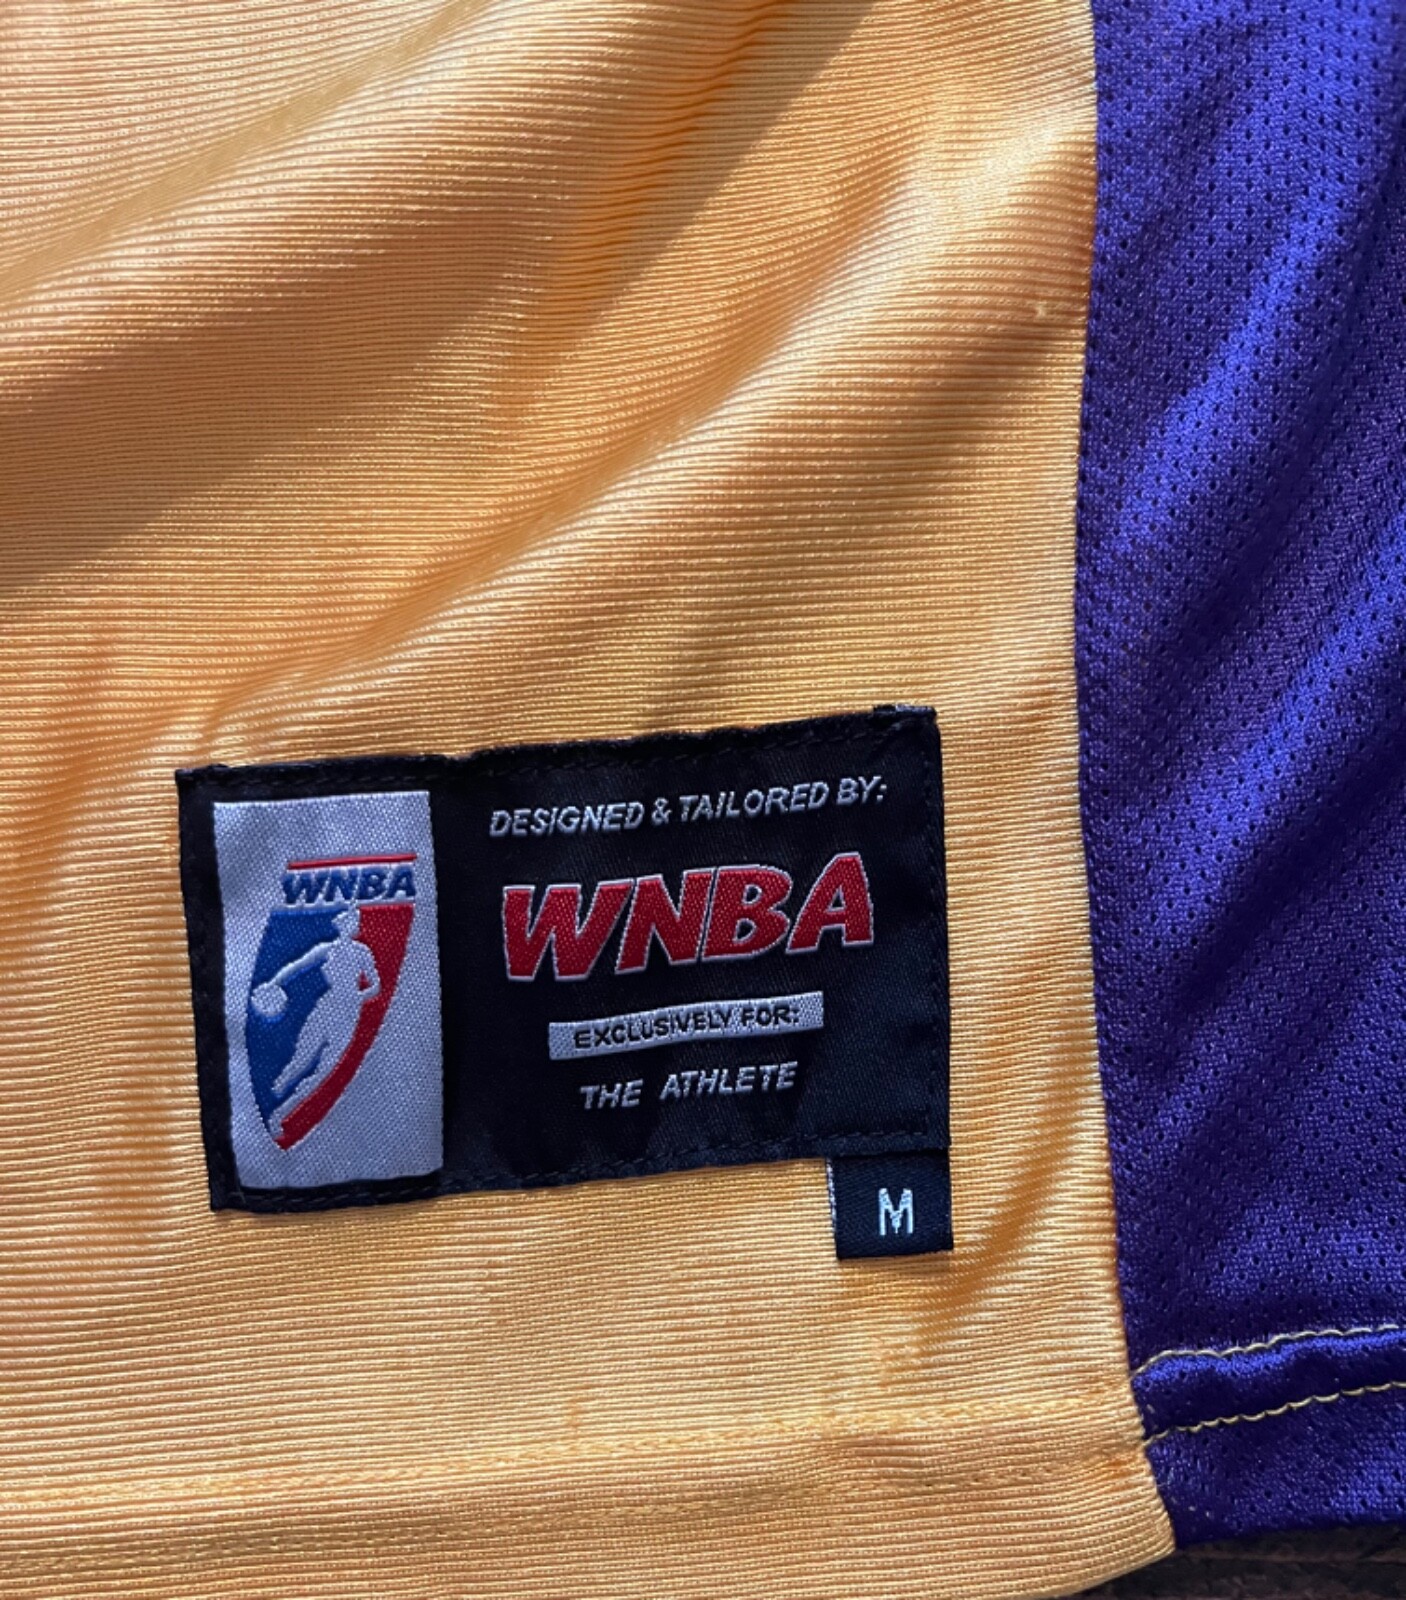 WNBA
DESIGNED & TAILORED BY:
WNBA
EXCLUSIVELY FOR:
THE ATHLETE
M